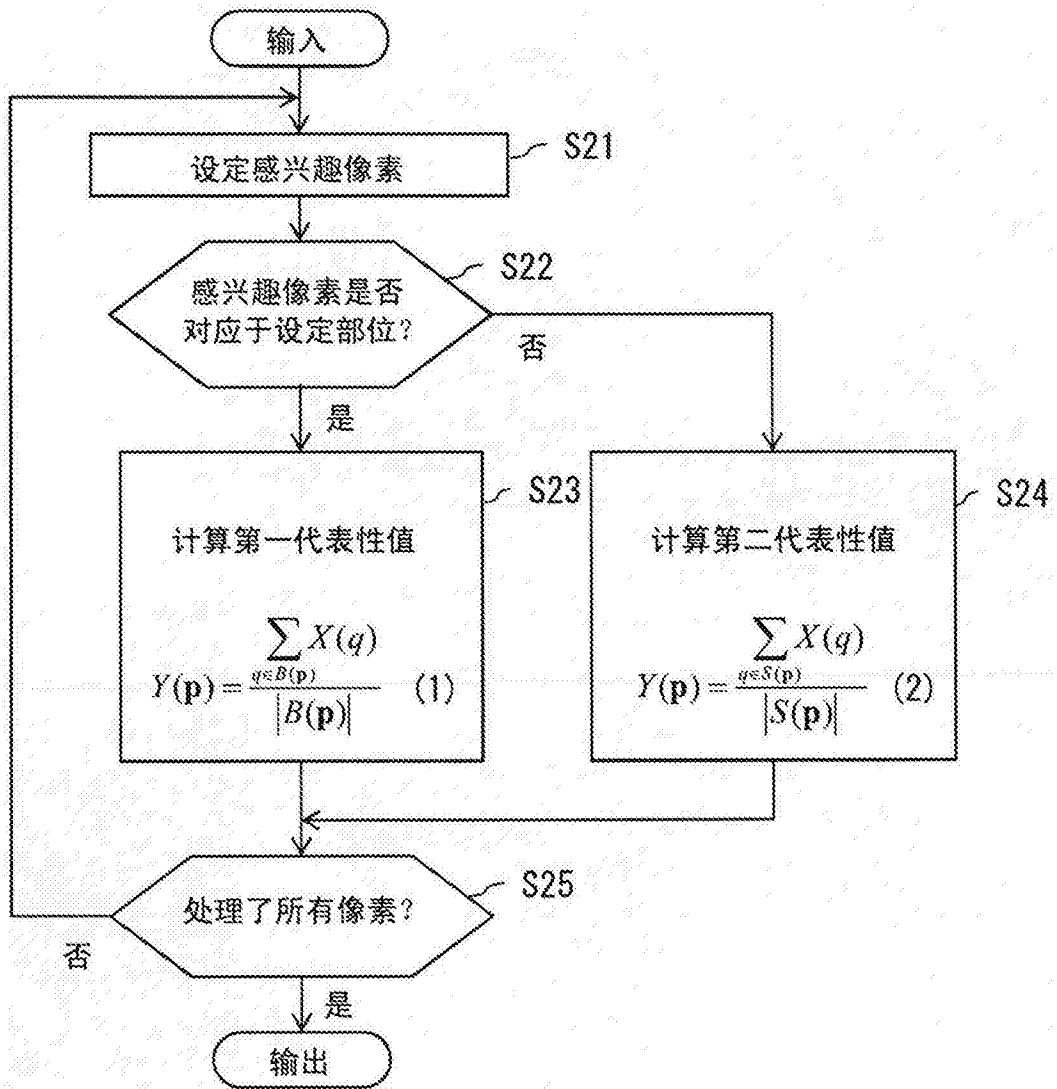 输入
设定感兴趣像素
S21
感兴趣像素是否
对应于设定部位？
S22
否
是
计算第一代表性值
Y(p) = ∑_{q∈B(p)} X(q) / |B(p)| (1)
S23
计算第二代表性值
Y(p) = ∑_{q∈S(p)} X(q) / |S(p)| (2)
S24
处理了所有像素？
S25
否
是
输出